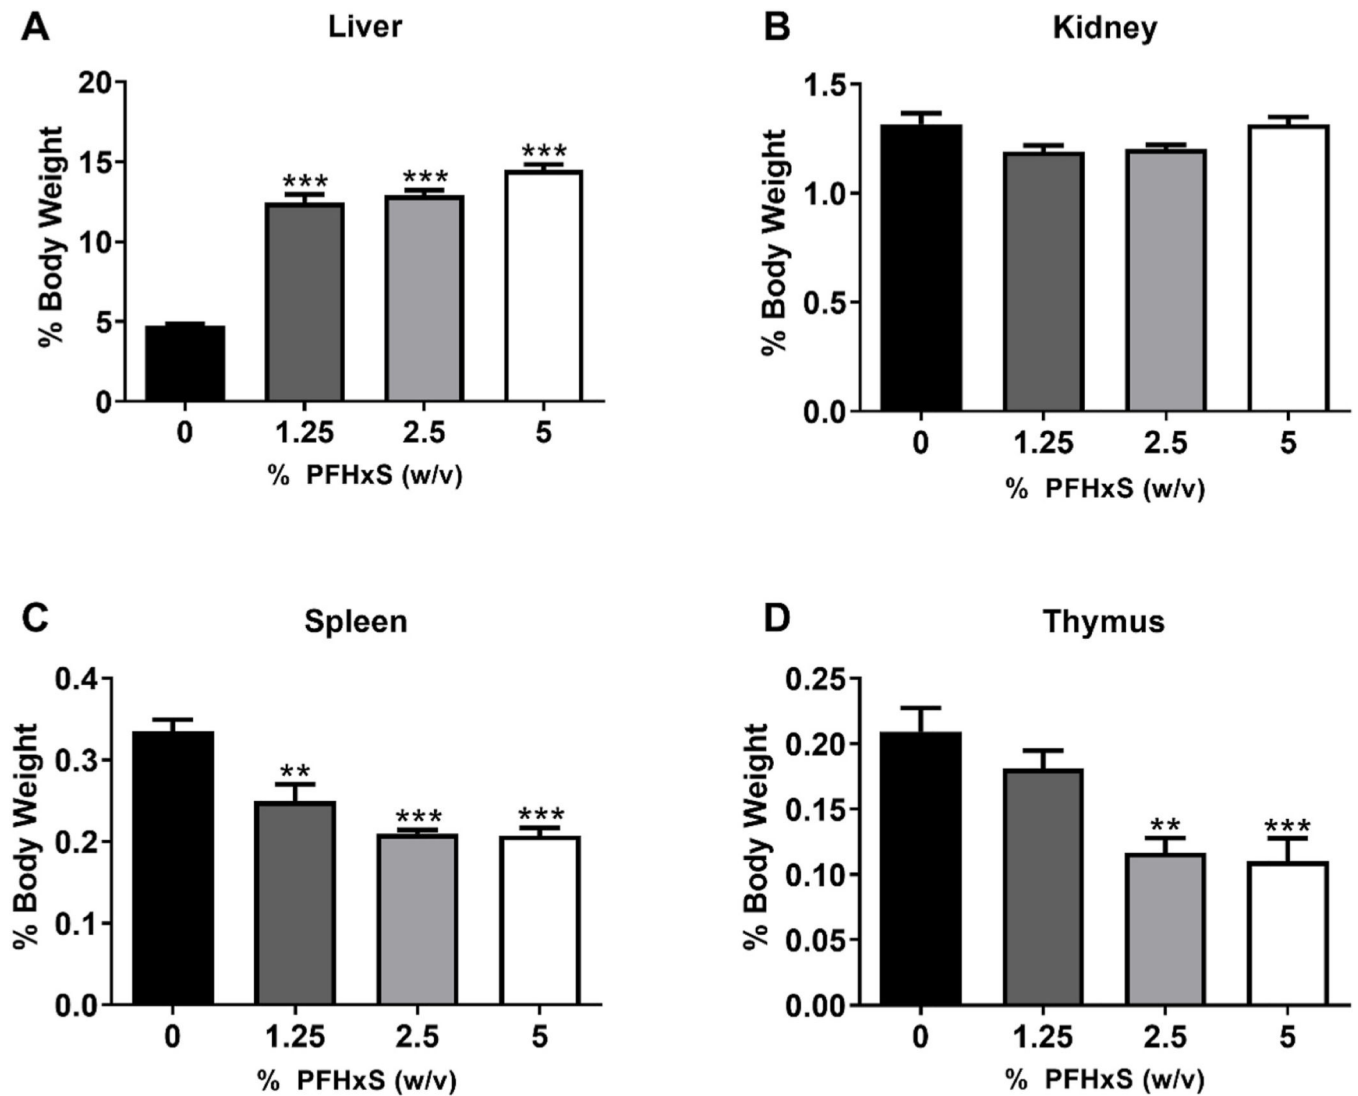 A
Liver
% Body Weight
20
15
10
5
0
***
***
***
0 1.25 2.5 5
% PFHxS (w/v)
B
Kidney
% Body Weight
1.5
1.0
0.5
0.0
0 1.25 2.5 5
% PFHxS (w/v)
C
Spleen
% Body Weight
0.4
0.3
0.2
0.1
0.0
**
***
***
0 1.25 2.5 5
% PFHxS (w/v)
D
Thymus
% Body Weight
0.25
0.20
0.15
0.10
0.05
0.00
**
***
0 1.25 2.5 5
% PFHxS (w/v)